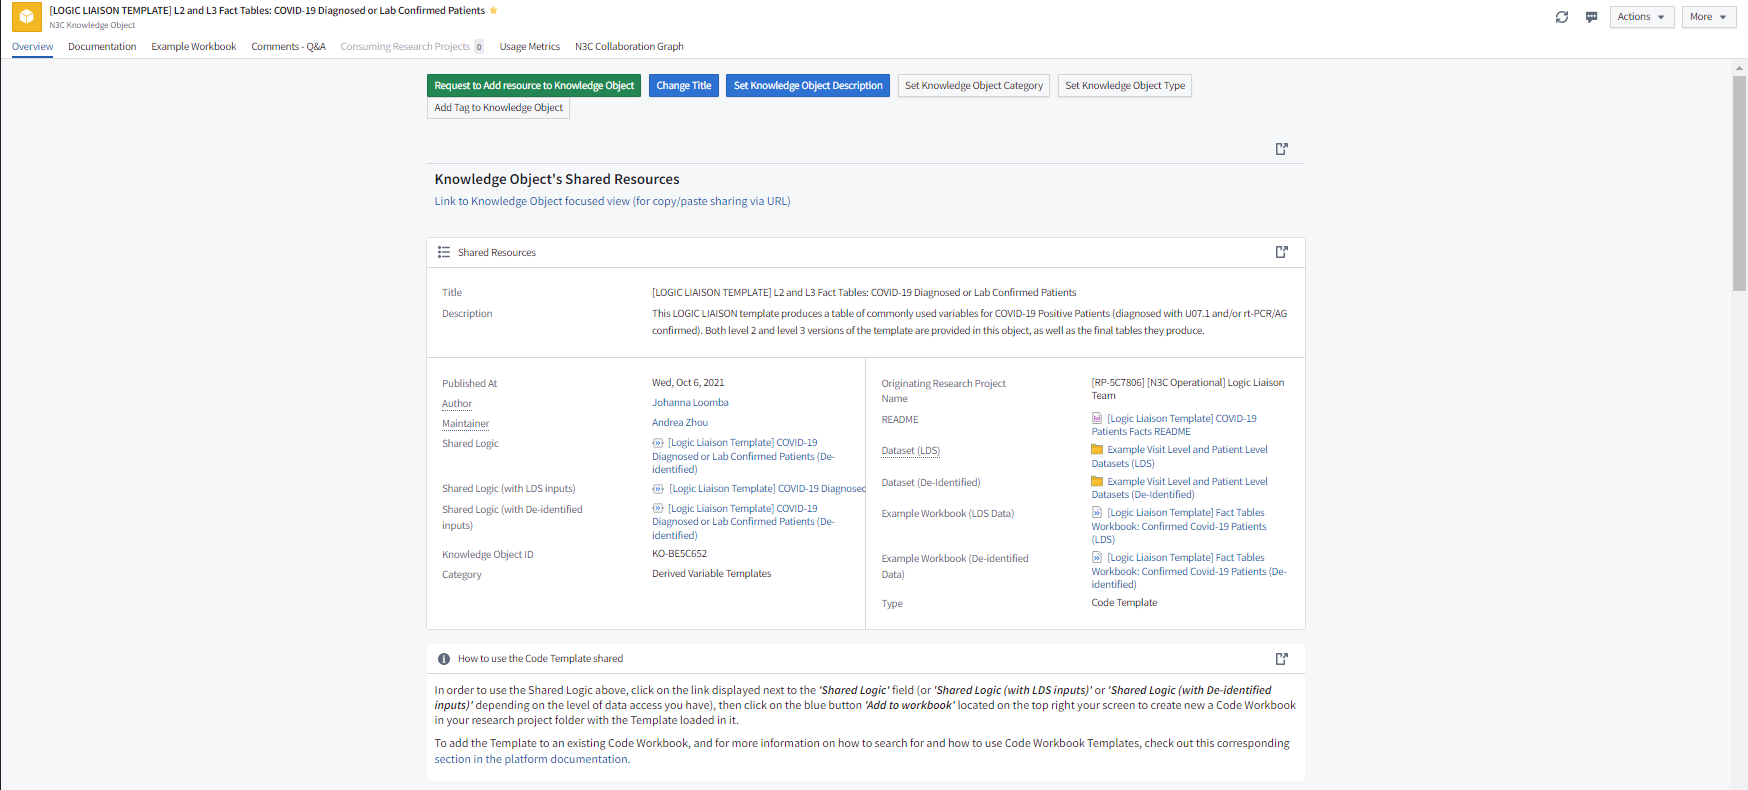 [LOGIC LIAISON TEMPLATE] L2 and L3 Fact Tables: COVID-19 Diagnosed or Lab Confirmed Patients
N3C Knowledge Object
Actions
More
Overview
Documentation
Example Workbook
Comments - Q&A
Consuming Research Projects 0
Usage Metrics
N3C Collaboration Graph
Request to Add resource to Knowledge Object
Change Title
Set Knowledge Object Description
Set Knowledge Object Category
Set Knowledge Object Type
Add Tag to Knowledge Object
Knowledge Object's Shared Resources
Link to Knowledge Object focused view (for copy/paste sharing via URL)
Shared Resources
Title
[LOGIC LIAISON TEMPLATE] L2 and L3 Fact Tables: COVID-19 Diagnosed or Lab Confirmed Patients
Description
This LOGIC LIAISON template produces a table of commonly used variables for COVID-19 Positive Patients (diagnosed with U07.1 and/or rt-PCR/AG
confirmed). Both level 2 and level 3 versions of the template are provided in this object, as well as the final tables they produce.
Published At
Wed, Oct 6, 2021
Author
Johanna Loomba
Maintainer
Andrea Zhou
Shared Logic
[Logic Liaison Template] COVID-19
Diagnosed or Lab Confirmed Patients (De-
identified)
Shared Logic (with LDS inputs)
[Logic Liaison Template] COVID-19 Diagnosed
Shared Logic (with De-identified
inputs)
[Logic Liaison Template] COVID-19
Diagnosed or Lab Confirmed Patients (De-
identified)
Knowledge Object ID
KO-BE5C652
Category
Derived Variable Templates
Originating Research Project
Name
[RP-5C7806] [N3C Operational] Logic Liaison
Team
README
[Logic Liaison Template] COVID-19
Patients Facts README
Dataset (LDS)
Example Visit Level and Patient Level
Datasets (LDS)
Dataset (De-Identified)
Example Visit Level and Patient Level
Datasets (De-Identified)
Example Workbook (LDS Data)
[Logic Liaison Template] Fact Tables
Workbook: Confirmed Covid-19 Patients
(LDS)
Example Workbook (De-identified
Data)
[Logic Liaison Template] Fact Tables
Workbook: Confirmed Covid-19 Patients (De-
identified)
Type
Code Template
How to use the Code Template shared
In order to use the Shared Logic above, click on the link displayed next to the 'Shared Logic' field (or 'Shared Logic (with LDS inputs)' or 'Shared Logic (with De-identified
inputs)' depending on the level of data access you have), then click on the blue button 'Add to workbook' located on the top right your screen to create new a Code Workbook
in your research project folder with the Template loaded in it.
To add the Template to an existing Code Workbook, and for more information on how to search for and how to use Code Workbook Templates, check out this corresponding
section in the platform documentation.